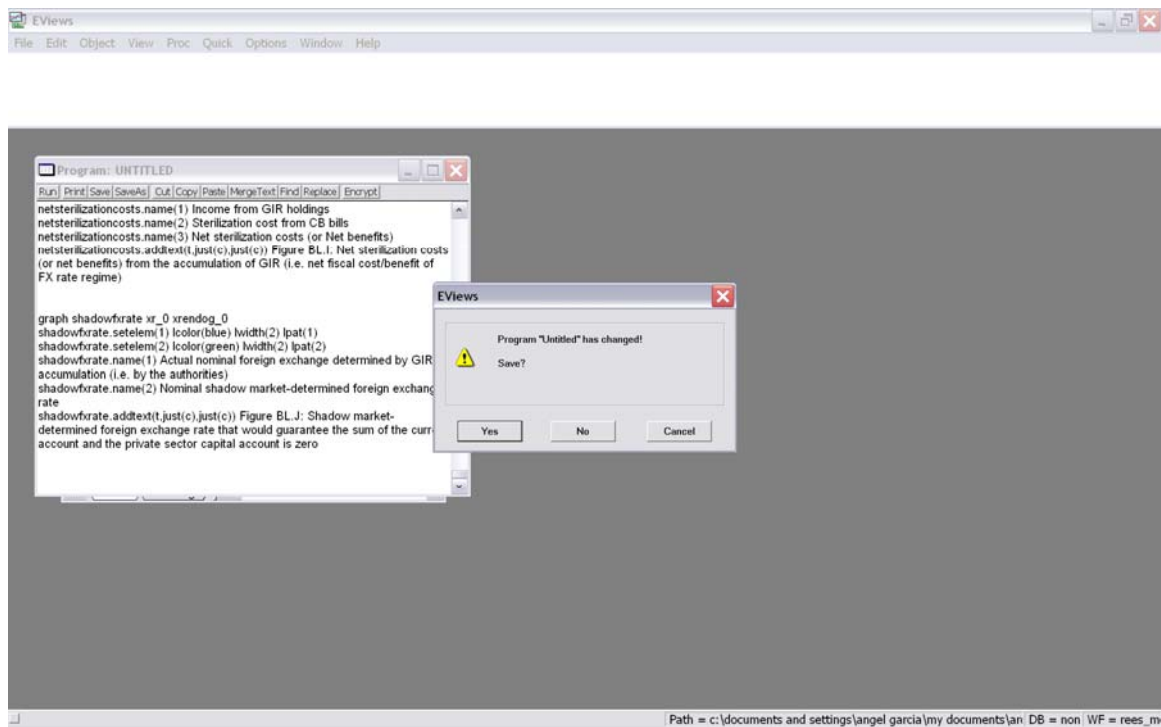 EViews
File Edit Object View Proc Quick Options Window Help
Program: UNTITLED
Run Print Save SaveAs Cut Copy Paste MergeText Find Replace Encrypt
netsterilizationcosts.name(1) Income from GIR holdings
netsterilizationcosts.name(2) Sterilization cost from CB bills
netsterilizationcosts.name(3) Net sterilization costs (or Net benefits)
netsterilizationcosts.addtext(t,just(c),just(c)) Figure BL.I: Net sterilization costs
(or net benefits) from the accumulation of GIR (i.e. net fiscal cost/benefit of
FX rate regime)
graph shadowfxrate xr_0 xrendog_0
shadowfxrate.setelem(1) lcolor(blue) lwidth(2) lpat(1)
shadowfxrate.setelem(2) lcolor(green) lwidth(2) lpat(2)
shadowfxrate.name(1) Actual nominal foreign exchange determined by GIR
accumulation (i.e. by the authorities)
shadowfxrate.name(2) Nominal shadow market-determined foreign exchang
rate
shadowfxrate.addtext(t,just(c),just(c)) Figure BL.J: Shadow market-
determined foreign exchange rate that would guarantee the sum of the curr
account and the private sector capital account is zero
EViews
Program "Untitled" has changed!
Save?
Yes No Cancel
Path = c:\documents and settings\angel garcia\my documents\an DB = non WF = rees_m